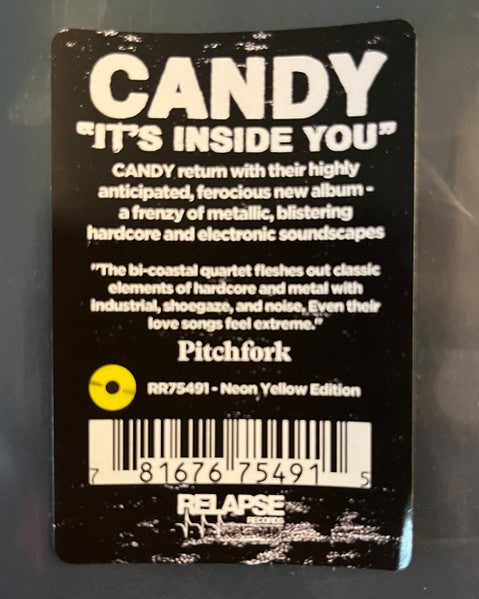 CANDY
"IT'S INSIDE YOU"
CANDY return with their highly
anticipated, ferocious new album -
a frenzy of metallic, blistering
hardcore and electronic soundscapes
"The bi-coastal quartet fleshes out classic
elements of hardcore and metal with
industrial, shoegaze, and noise. Even their
love songs feel extreme."
Pitchfork
RR75491 - Neon Yellow Edition
7 81676 75491 5
RELAPSE
RECORDS